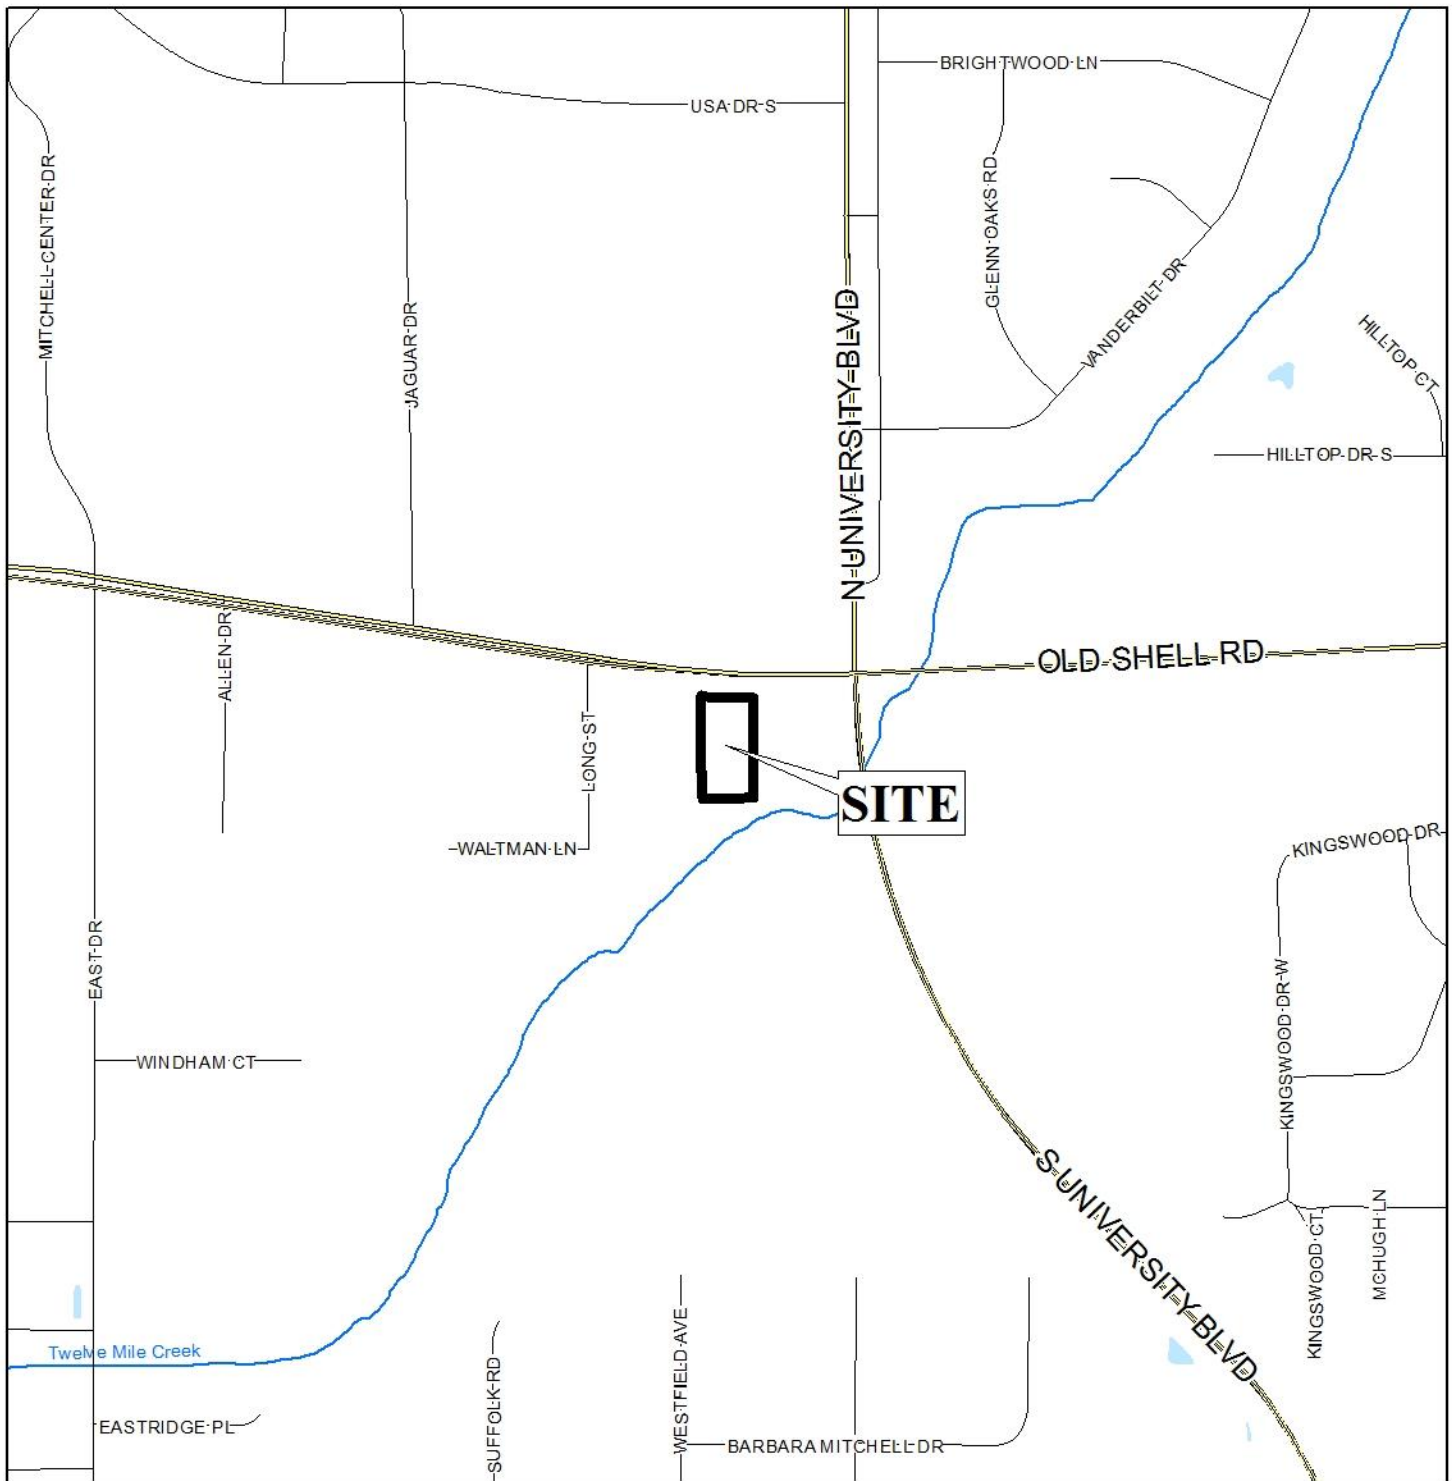 BRIGHTWOOD LN
USA DR S
MITCHELL CENTER DR
GLENN OAKS RD
VANDERBILT DR
JAGUAR DR
N UNIVERSITY BLVD
HILLTOP CT
HILLTOP DR S
ALLEN DR
OLD SHELL RD
LONG ST
SITE
WALTMAN LN
KINGSWOOD DR
EAST DR
KINGSWOOD DR W
WINDHAM CT
S UNIVERSITY BLVD
KINGSWOOD CT
MCHUGH LN
Twelve Mile Creek
SUFFOLK RD
WESTFIELD AVE
EASTRIDGE PL
BARBARA MITCHELL DR